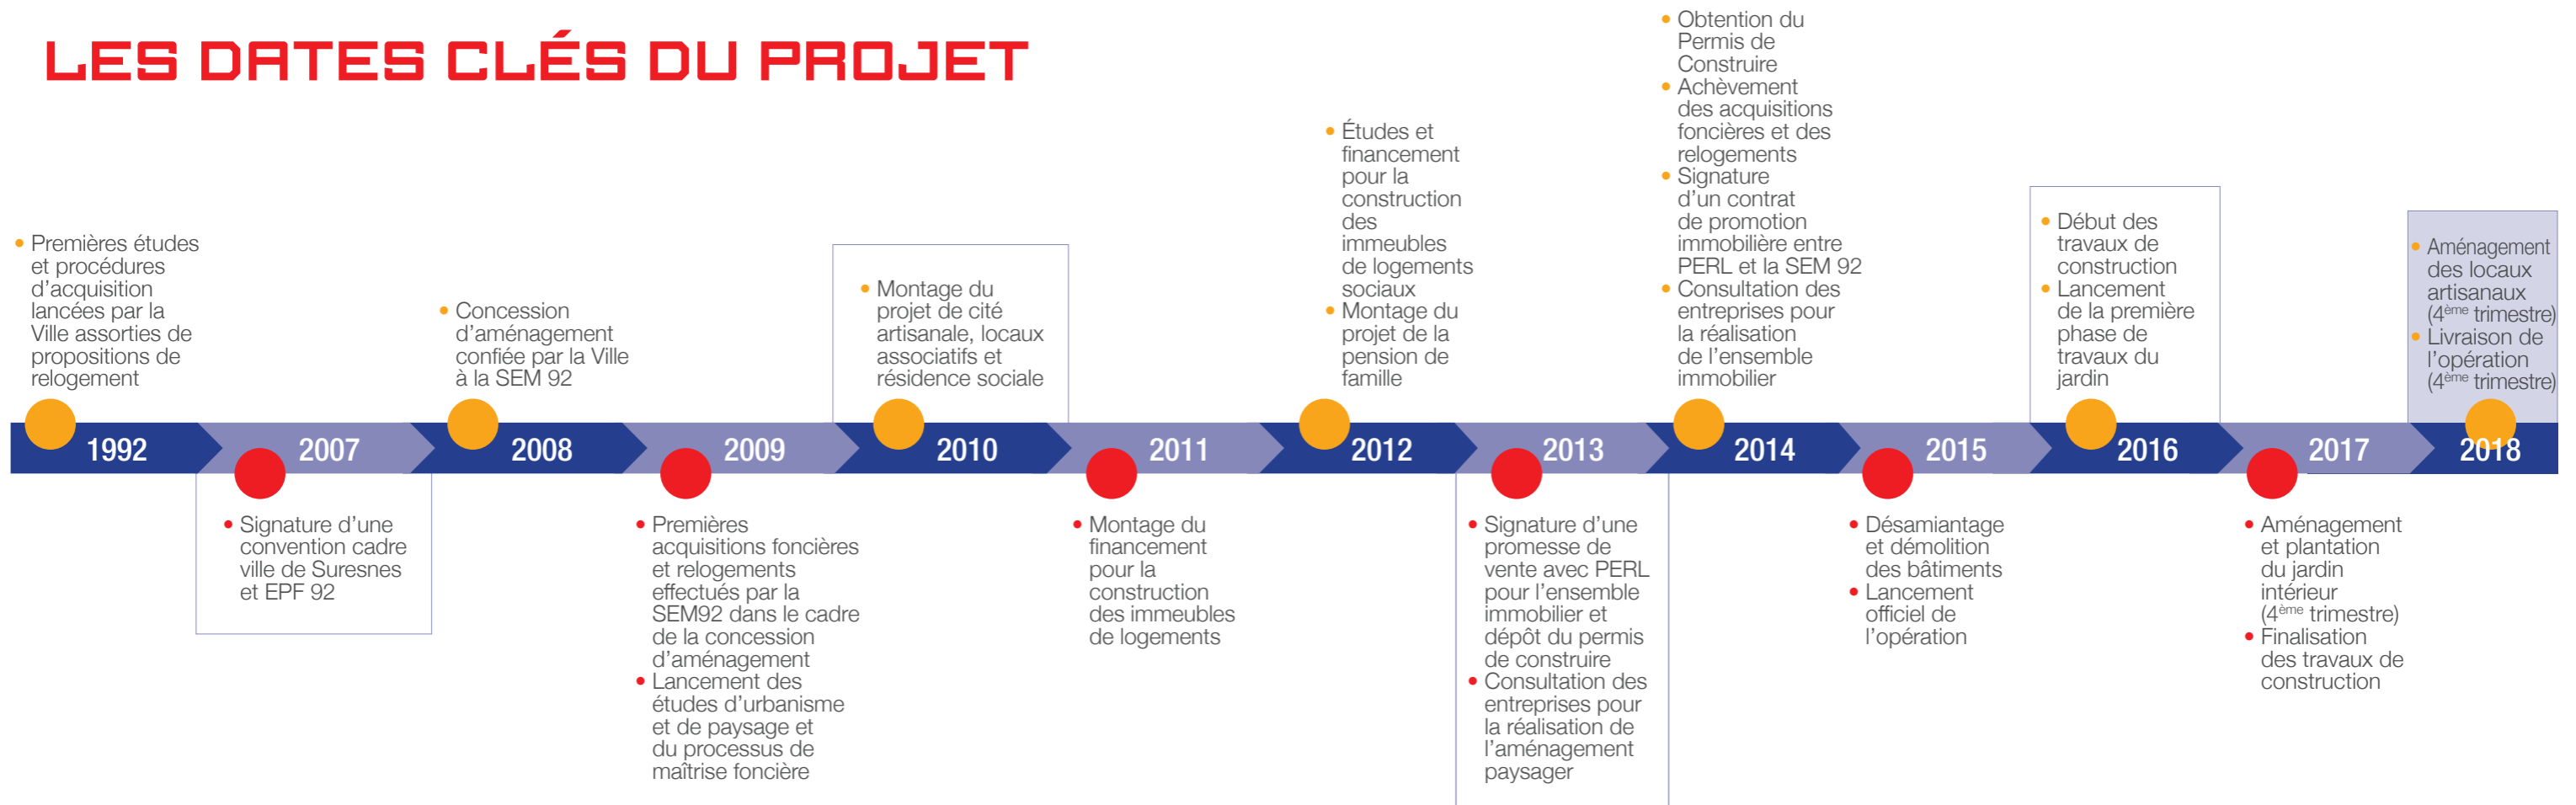 LES DATES CLÉS DU PROJET
• Premières études
et procédures
d’acquisition
lancées par la
Ville assorties de
propositions de
relogement
1992
2007
• Signature d’une
convention cadre
ville de Suresnes
et EPF 92
• Concession
d’aménagement
confiée par la Ville
à la SEM 92
2008
2009
• Premières
acquisitions foncières
et relogements
effectués par la
SEM92 dans le cadre
de la concession
d’aménagement
• Lancement des
études d’urbanisme
et de paysage et
du processus de
maîtrise foncière
• Montage du
projet de cité
artisanale, locaux
associatifs et
résidence sociale
2010
2011
• Montage du
financement
pour la
construction
des immeubles
de logements
• Études et
financement
pour la
construction
des
immeubles
de logements
sociaux
• Montage du
projet de la
pension de
famille
2012
2013
• Signature d’une
promesse de
vente avec PERL
pour l’ensemble
immobilier et
dépôt du permis
de construire
• Consultation des
entreprises pour
la réalisation de
l’aménagement
paysager
• Obtention du
Permis de
Construire
• Achèvement
des acquisitions
foncières et des
relogements
• Signature
d’un contrat
de promotion
immobilière entre
PERL et la SEM 92
• Consultation des
entreprises pour
la réalisation
de l’ensemble
immobilier
2014
2015
• Désamiantage
et démolition
des bâtiments
• Lancement
officiel de
l’opération
• Début des
travaux de
construction
• Lancement
de la première
phase de
travaux du
jardin
2016
2017
• Aménagement
et plantation
du jardin
intérieur
(4ème trimestre)
• Finalisation
des travaux de
construction
• Aménagement
des locaux
artisanaux
(4ème trimestre)
• Livraison de
l’opération
(4ème trimestre)
2018